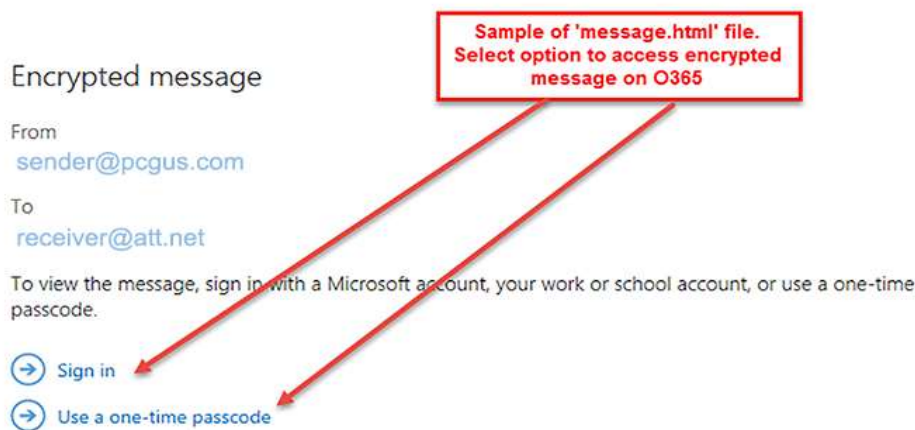 Sample of 'message.html' file.
Select option to access encrypted
message on O365
Encrypted message
From
sender@pcgus.com
To
receiver@att.net
To view the message, sign in with a Microsoft account, your work or school account, or use a one-time
passcode.
Sign in
Use a one-time passcode